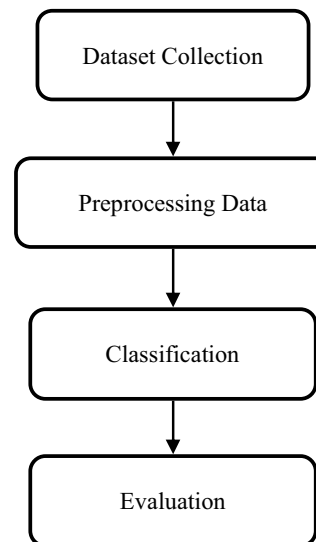 Dataset Collection
Preprocessing Data
Classification
Evaluation